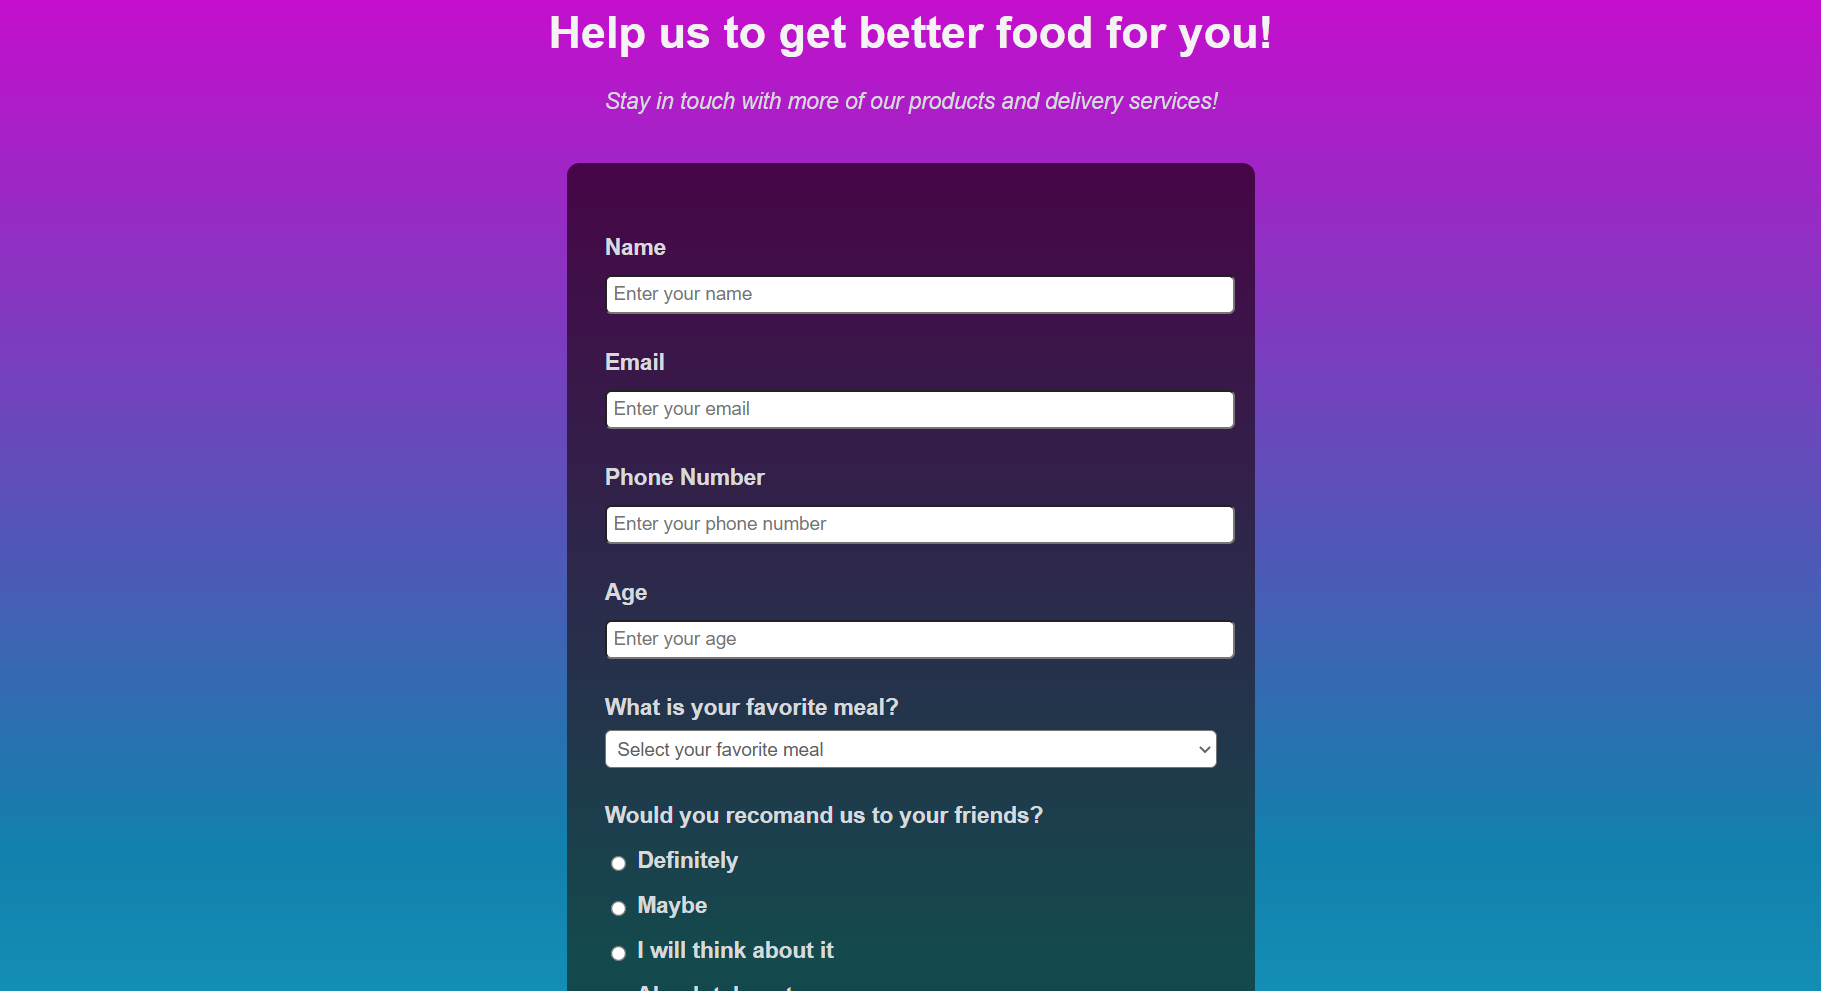 Help us to get better food for you!
Stay in touch with more of our products and delivery services!
Name
Enter your name
Email
Enter your email
Phone Number
Enter your phone number
Age
Enter your age
What is your favorite meal?
Select your favorite meal
Would you recomand us to your friends?
Definitely
Maybe
I will think about it